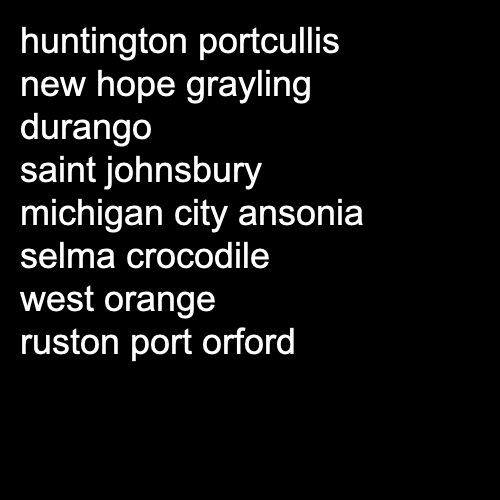 huntington portcullis
new hope grayling
durango
saint johnsbury
michigan city ansonia
selma crocodile
west orange
ruston port orford